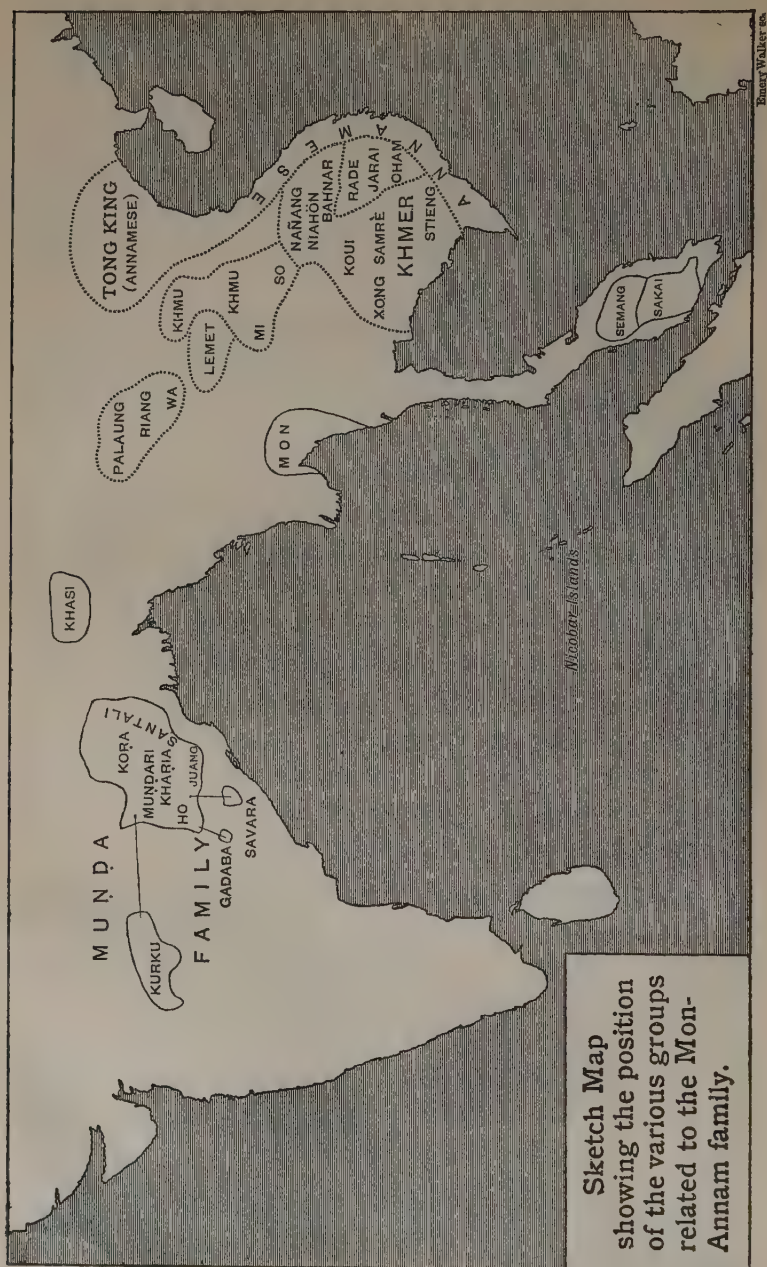 MUṆḌA
FAMILY
KURKU
KOṚA
SANTALI
MUṆḌARI
KHAṚIA
HO
JUANG
GADABA
SAVARA
KHASI
PALAUNG
RIANG
WA
TONG KING
(ANNAMESE)
KHMU
KHMU
LEMET
MI
SO
MON
ANNAMESE
NAÑANG
NIAHÖN
BAHNAR
RADE
JARAI
CHAM
KOUI
XONG SAMRÈ
KHMER
STIENG
SEMANG
SAKAI
Nicobar Islands
Sketch Map
showing the position
of the various groups
related to the Mon-
Annam family.
Emery Walker sc.